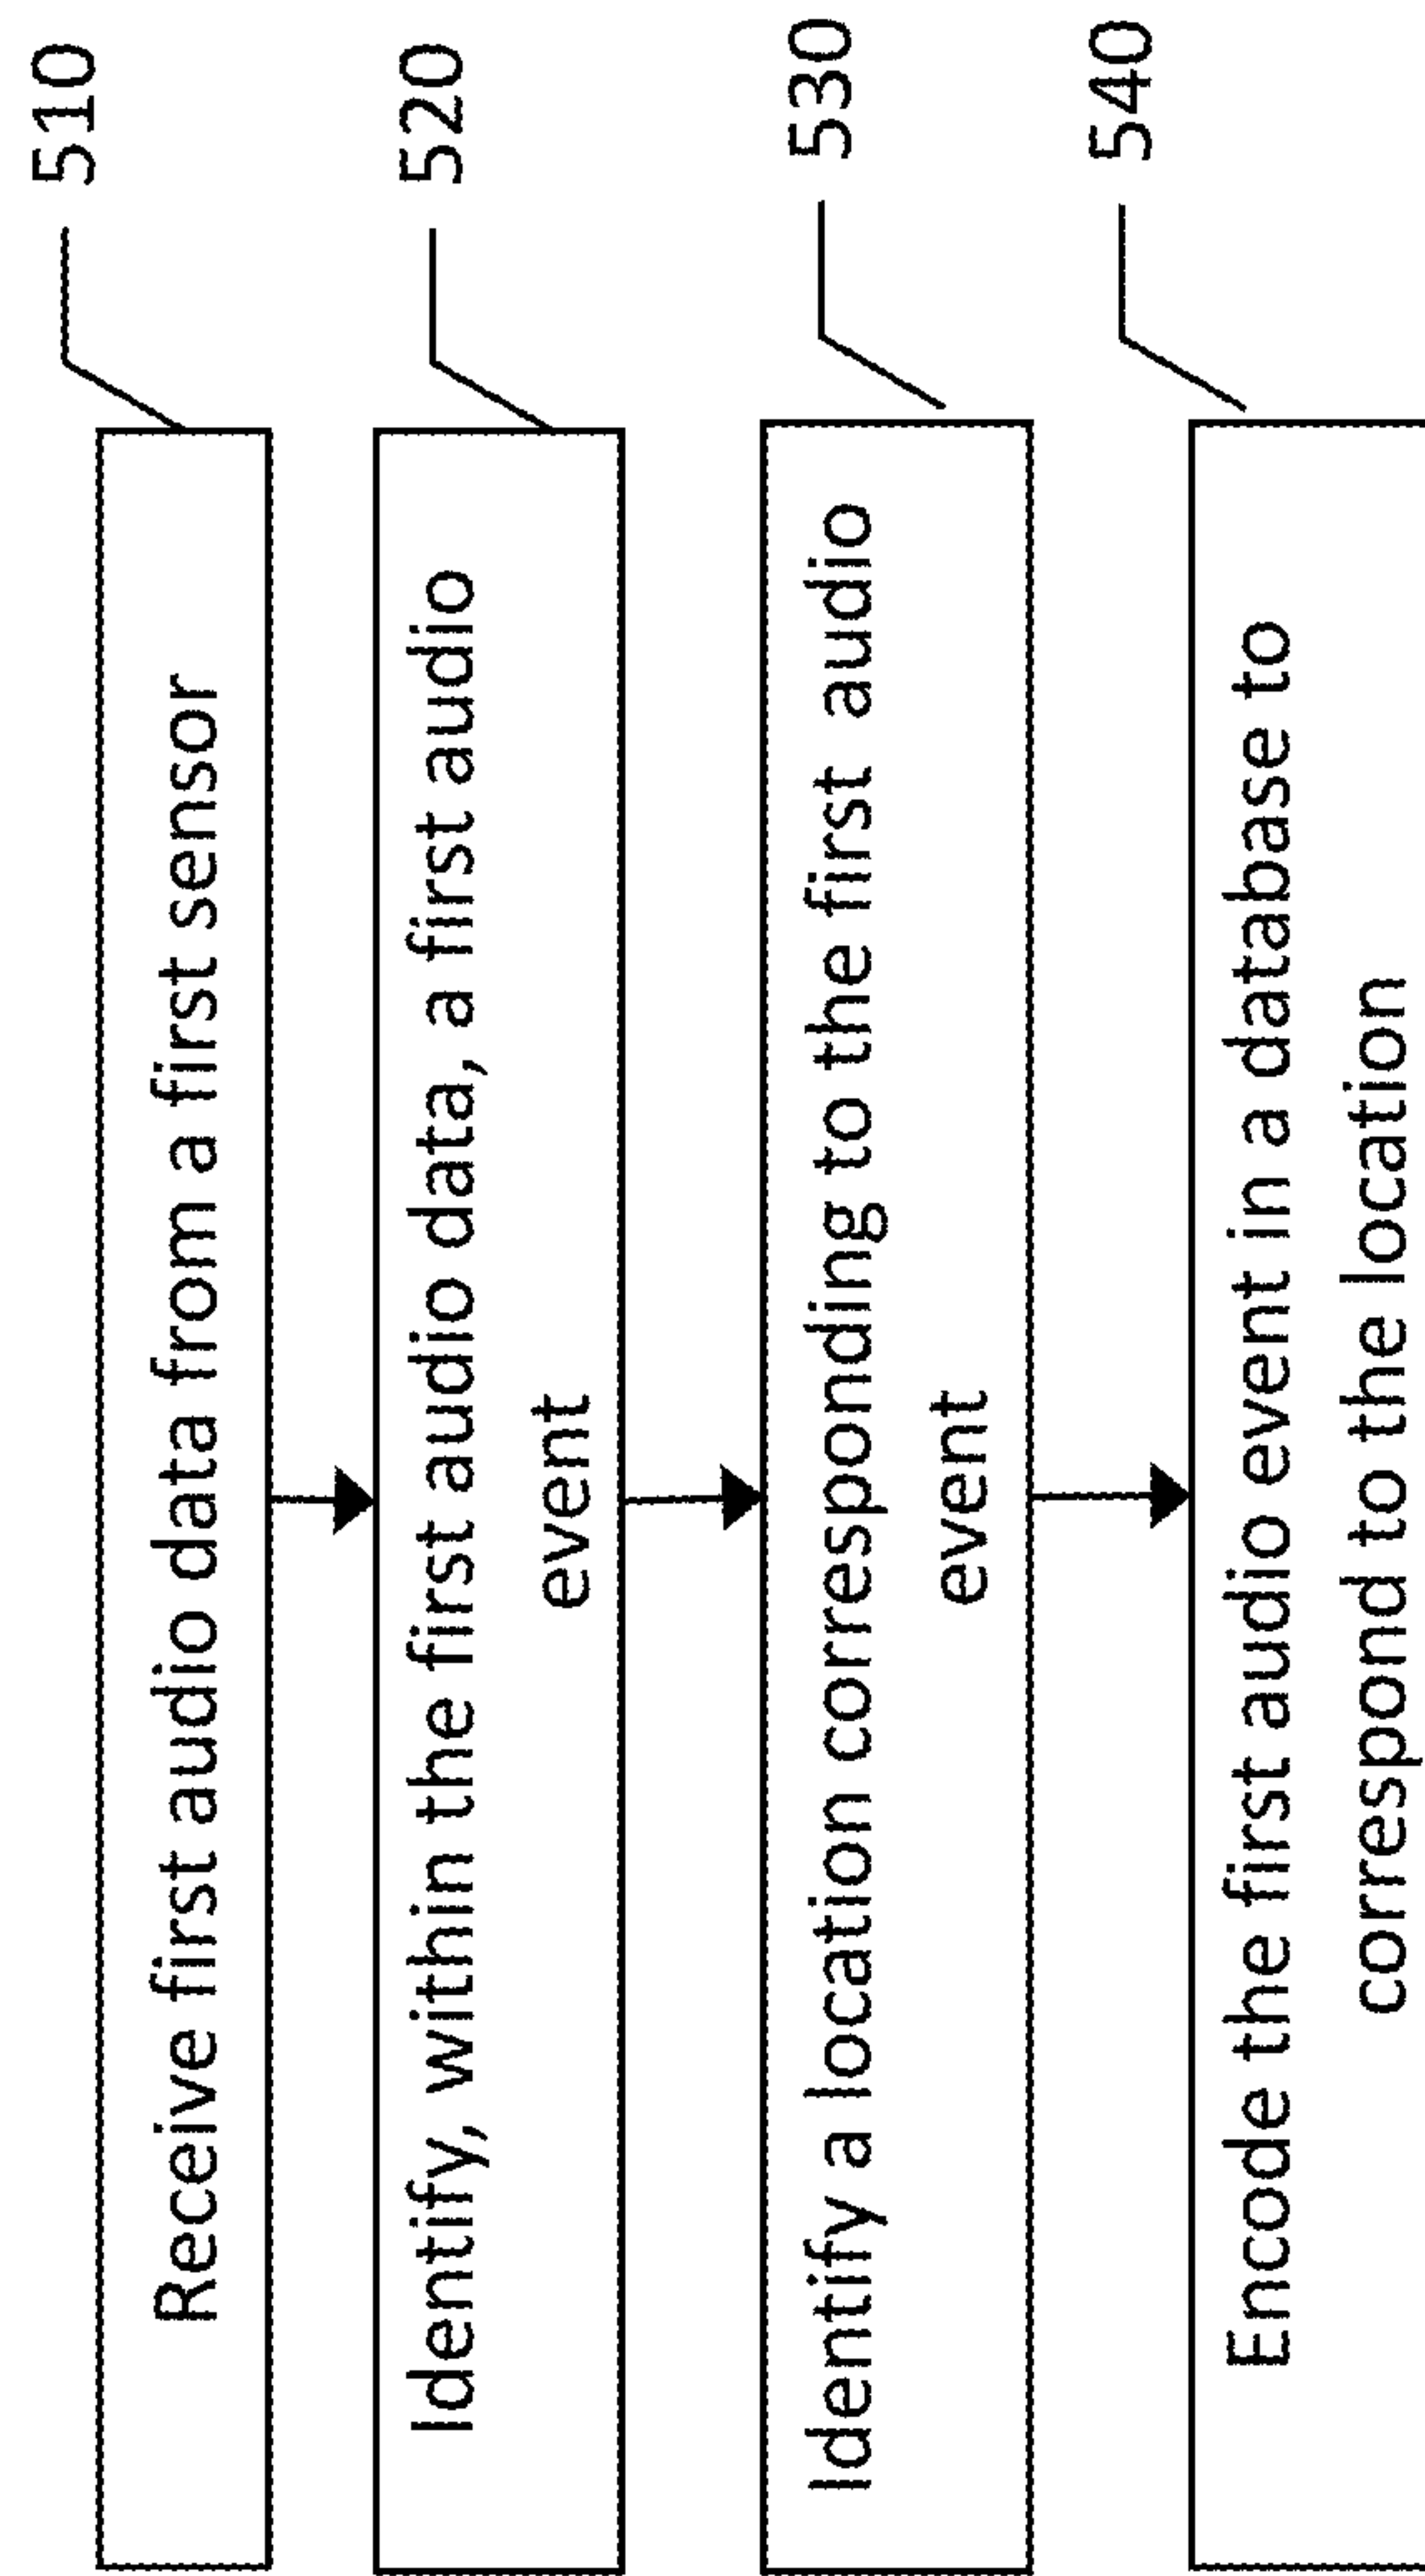 Receive first audio data from a first sensor
510
Identify, within the first audio data, a first audio
event
520
Identify a location corresponding to the first audio
event
530
Encode the first audio event in a database to
correspond to the location
540